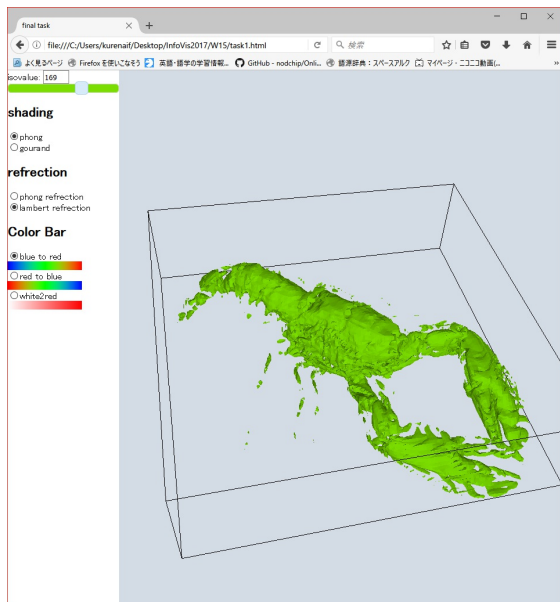 final task
file:///C:/Users/kurenaif/Desktop/InfoVis2017/W15/task1.html
検索
よく見るページ Firefox を使いこなそう 英語-語学の学習情報... GitHub - nodchip/Onli... 語源辞典：スペースアルク マイページ - ニコニコ動画(...
isovalue: 169
shading
phong
gourand
refrection
phong refrection
lambert refrection
Color Bar
blue to red
red to blue
white2red